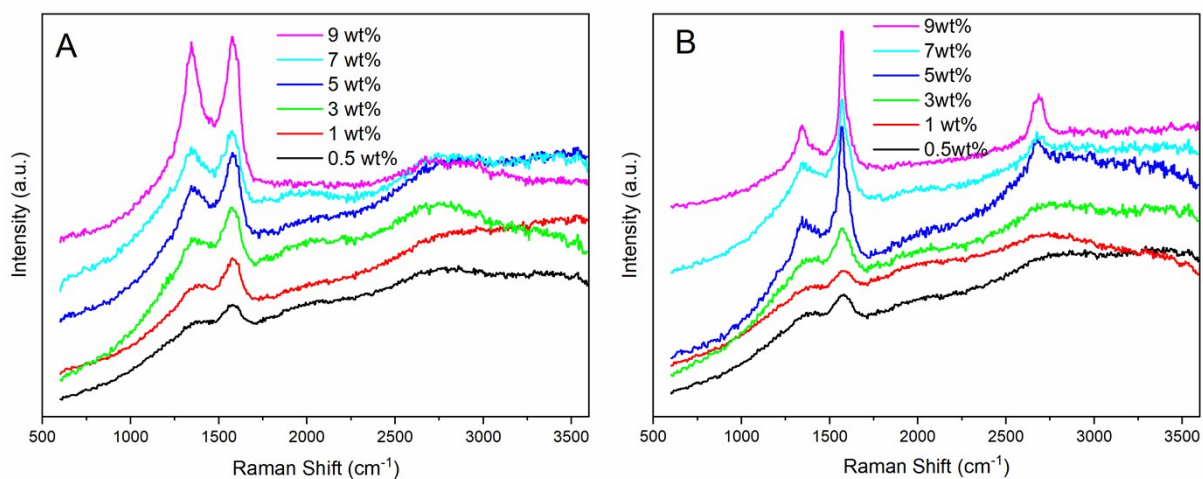 A
9 wt%
7 wt%
5 wt%
3 wt%
1 wt%
0.5 wt%
Intensity (a.u.)
500 1000 1500 2000 2500 3000 3500
Raman Shift (cm⁻¹)
B
9wt%
7wt%
5wt%
3wt%
1 wt%
0.5wt%
Intensity (a.u.)
500 1000 1500 2000 2500 3000 3500
Raman Shift (cm⁻¹)